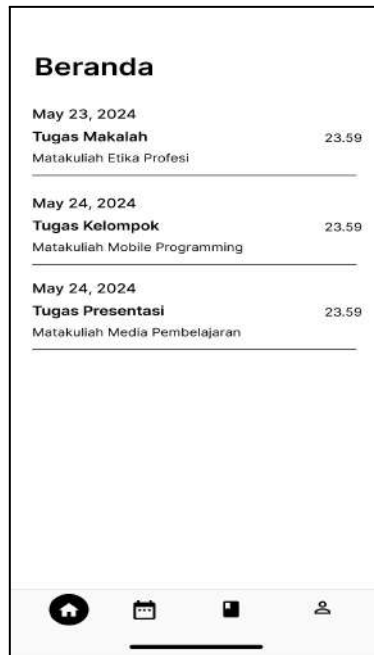 Beranda
May 23, 2024
Tugas Makalah 23.59
Matakuliah Etika Profesi
May 24, 2024
Tugas Kelompok 23.59
Matakuliah Mobile Programming
May 24, 2024
Tugas Presentasi 23.59
Matakuliah Media Pembelajaran